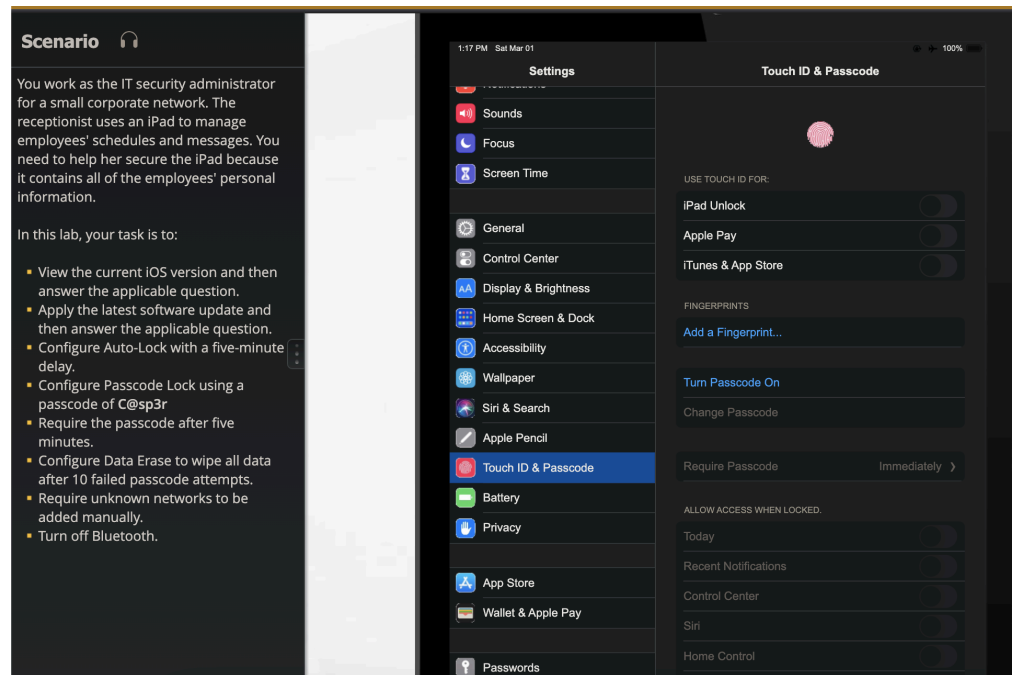 Scenario
You work as the IT security administrator
for a small corporate network. The
receptionist uses an iPad to manage
employees' schedules and messages. You
need to help her secure the iPad because
it contains all of the employees' personal
information.
In this lab, your task is to:
View the current iOS version and then
answer the applicable question.
Apply the latest software update and
then answer the applicable question.
Configure Auto-Lock with a five-minute
delay.
Configure Passcode Lock using a
passcode of C@sp3r
Require the passcode after five
minutes.
Configure Data Erase to wipe all data
after 10 failed passcode attempts.
Require unknown networks to be
added manually.
Turn off Bluetooth.
1:17 PM Sat Mar 01
Settings
Sounds
Focus
Screen Time
General
Control Center
AA Display & Brightness
Home Screen & Dock
Accessibility
Wallpaper
Siri & Search
Apple Pencil
Touch ID & Passcode
Battery
Privacy
App Store
Wallet & Apple Pay
Passwords
100%
Touch ID & Passcode
USE TOUCH ID FOR:
iPad Unlock
Apple Pay
iTunes & App Store
FINGERPRINTS
Add a Fingerprint...
Turn Passcode On
Change Passcode
Require Passcode Immediately
ALLOW ACCESS WHEN LOCKED.
Today
Recent Notifications
Control Center
Siri
Home Control